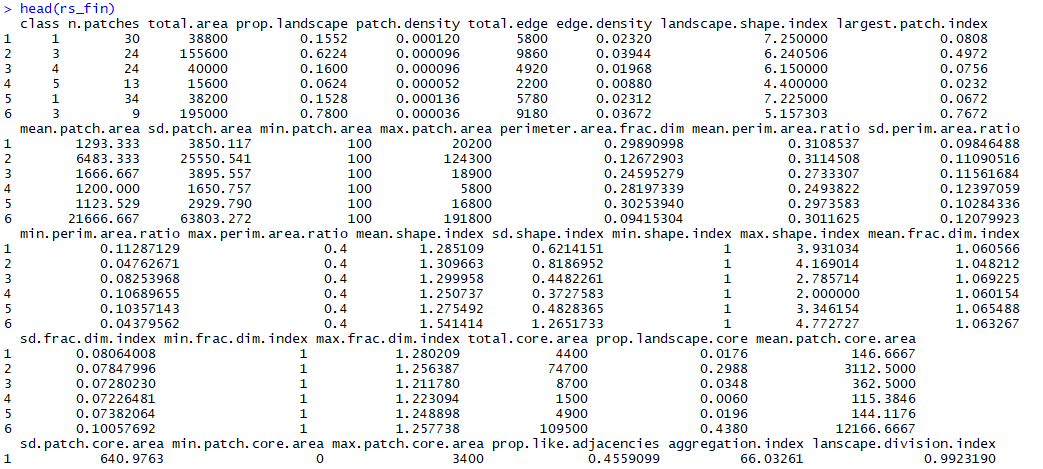 > head(rs_fin)
class n.patches total.area prop.landscape patch.density total.edge edge.density landscape.shape.index largest.patch.index
1 1 30 38800 0.1552 0.000120 5800 0.02320 7.250000 0.0808
2 3 24 155600 0.6224 0.000096 9860 0.03944 6.240506 0.4972
3 4 24 40000 0.1600 0.000096 4920 0.01968 6.150000 0.0756
4 5 13 15600 0.0624 0.000052 2200 0.00880 4.400000 0.0232
5 1 34 38200 0.1528 0.000136 5780 0.02312 7.225000 0.0672
6 3 9 195000 0.7800 0.000036 9180 0.03672 5.157303 0.7672
mean.patch.area sd.patch.area min.patch.area max.patch.area perimeter.area.frac.dim mean.perim.area.ratio sd.perim.area.ratio
1 1293.333 3850.117 100 20200 0.29890998 0.3108537 0.09846488
2 6483.333 25550.541 100 124300 0.12672903 0.3114508 0.11090516
3 1666.667 3895.557 100 18900 0.24595279 0.2733307 0.11561684
4 1200.000 1650.757 100 5800 0.28197339 0.2493822 0.12397059
5 1123.529 2929.790 100 16800 0.30253940 0.2973583 0.10284336
6 21666.667 63803.272 100 191800 0.09415304 0.3011625 0.12079923
min.perim.area.ratio max.perim.area.ratio mean.shape.index sd.shape.index min.shape.index max.shape.index mean.frac.dim.index
1 0.11287129 0.4 1.285109 0.6214151 1 3.931034 1.060566
2 0.04762671 0.4 1.309663 0.8186952 1 4.169014 1.048212
3 0.08253968 0.4 1.299958 0.4482261 1 2.785714 1.069225
4 0.10689655 0.4 1.250737 0.3727583 1 2.000000 1.060154
5 0.10357143 0.4 1.275492 0.4828365 1 3.346154 1.065488
6 0.04379562 0.4 1.541414 1.2651733 1 4.772727 1.063267
sd.frac.dim.index min.frac.dim.index max.frac.dim.index total.core.area prop.landscape.core mean.patch.core.area
1 0.08064008 1 1.280209 4400 0.0176 146.6667
2 0.07847996 1 1.256387 74700 0.2988 3112.5000
3 0.07280230 1 1.211780 8700 0.0348 362.5000
4 0.07226481 1 1.223094 1500 0.0060 115.3846
5 0.07382064 1 1.248898 4900 0.0196 144.1176
6 0.10057692 1 1.257738 109500 0.4380 12166.6667
sd.patch.core.area min.patch.core.area max.patch.core.area prop.like.adjacencies aggregation.index lanscape.division.index
1 640.9763 0 3400 0.4559099 66.03261 0.9923190